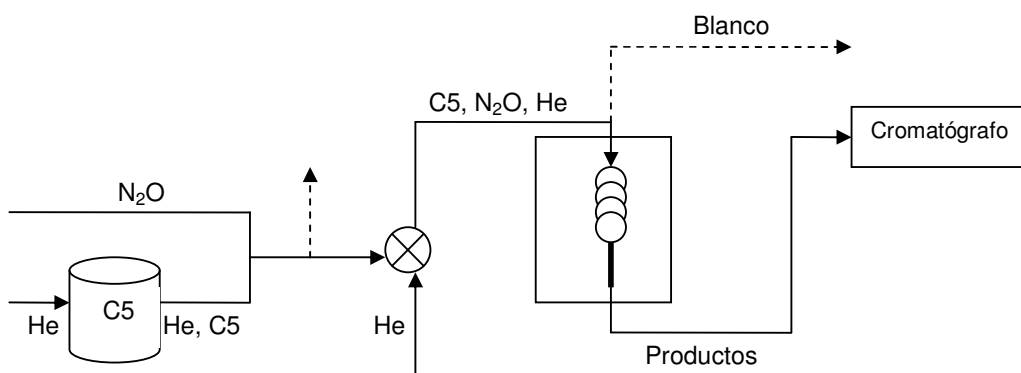 Blanco
C5, N₂O, He
Cromatógrafo
N₂O
C5
He
He, C5
He
Productos